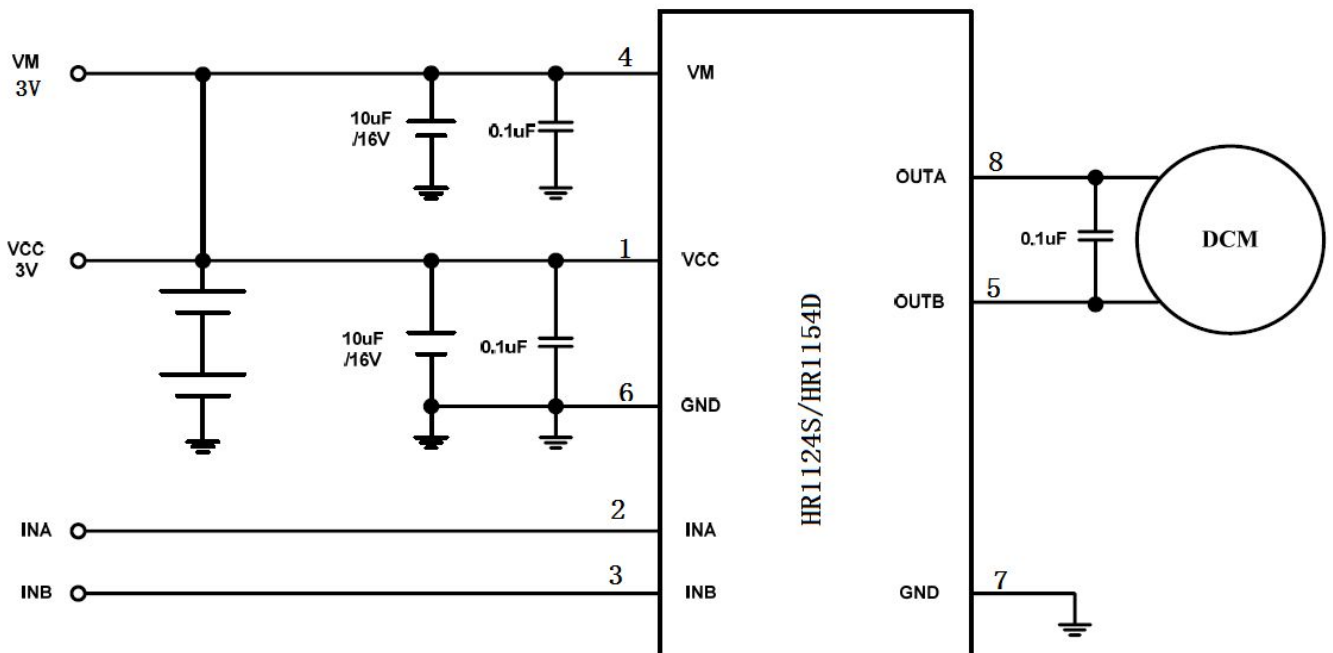 VM
3V
10uF
/16V
0.1uF
4
VM
VCC
3V
10uF
/16V
0.1uF
1
VCC
6
GND
INA
2
INA
INB
3
INB
HR1124S/HR1154D
OUTA
8
OUTB
5
0.1uF
DCM
GND
7